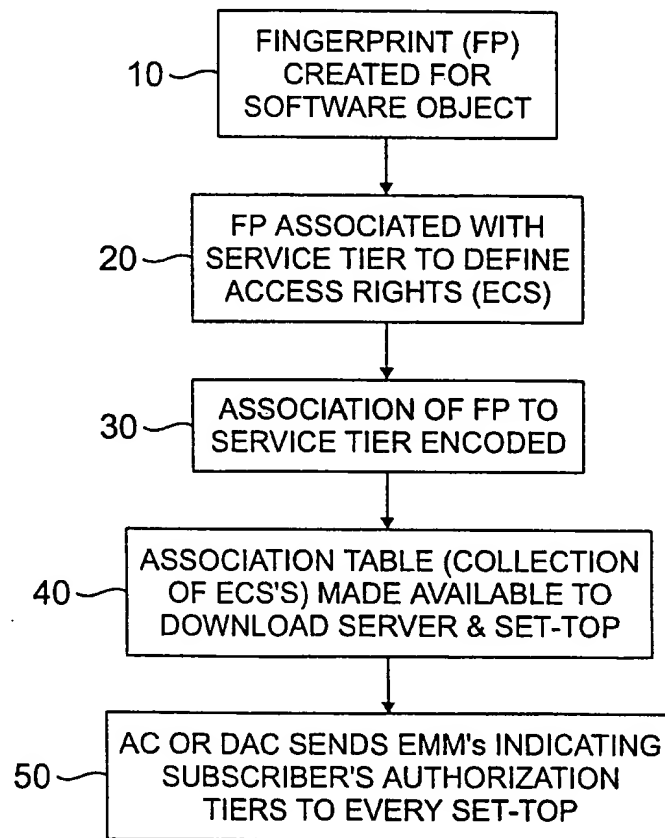 10
FINGERPRINT (FP)
CREATED FOR
SOFTWARE OBJECT
20
FP ASSOCIATED WITH
SERVICE TIER TO DEFINE
ACCESS RIGHTS (ECS)
30
ASSOCIATION OF FP TO
SERVICE TIER ENCODED
40
ASSOCIATION TABLE (COLLECTION
OF ECS'S) MADE AVAILABLE TO
DOWNLOAD SERVER & SET-TOP
50
AC OR DAC SENDS EMM's INDICATING
SUBSCRIBER'S AUTHORIZATION
TIERS TO EVERY SET-TOP